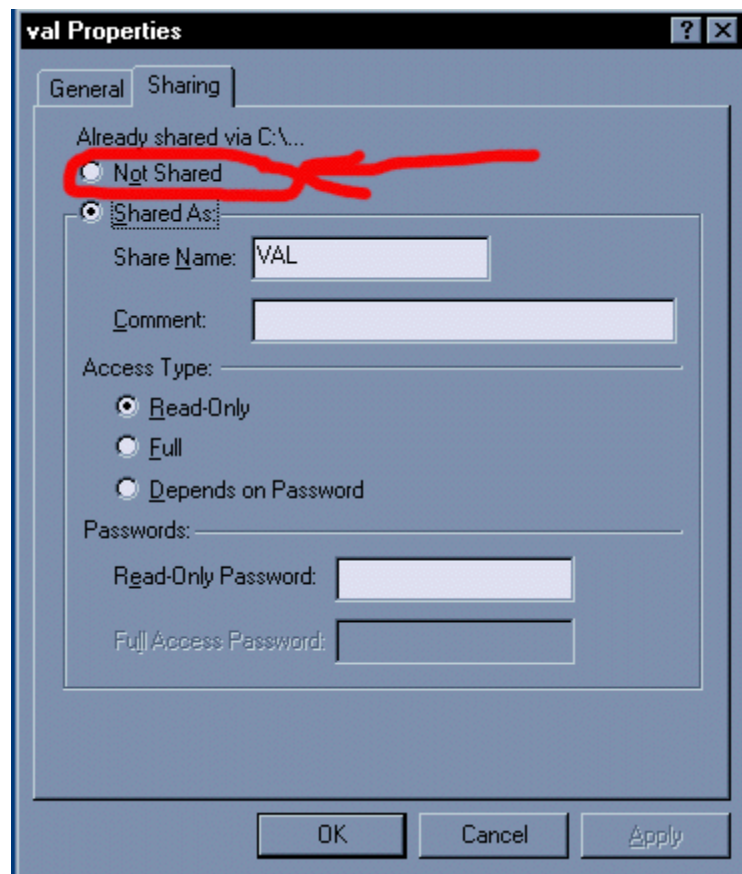 val Properties
General Sharing
Already shared via C:\...
Not Shared
Shared As:
Share Name: VAL
Comment:
Access Type:
Read-Only
Full
Depends on Password
Passwords:
Read-Only Password:
Full Access Password:
OK Cancel Apply